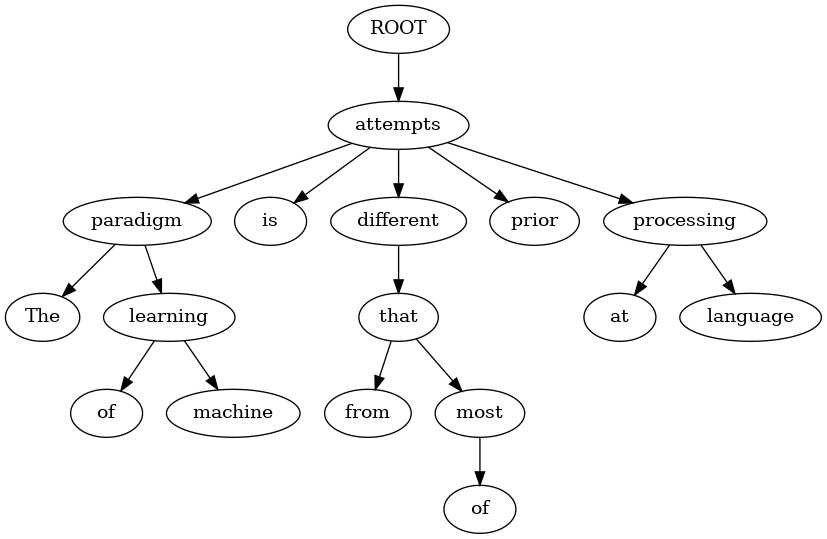 ROOT
attempts
paradigm is different prior processing
The learning that at language
of machine from most
of